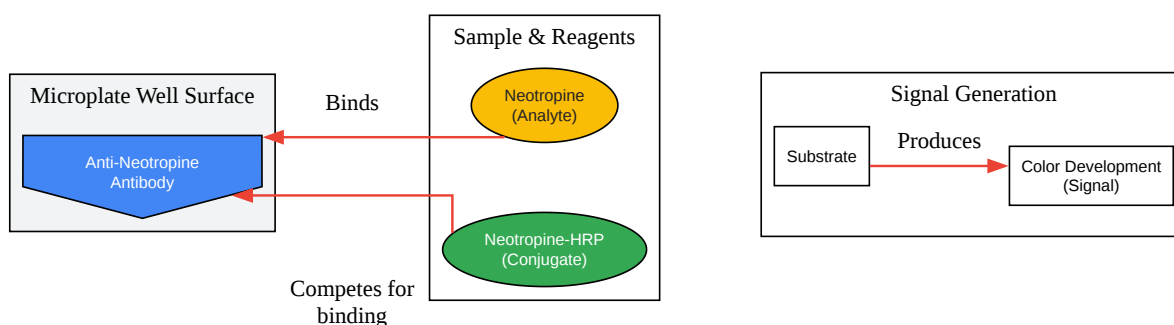 Microplate Well Surface
Anti-Neotropine
Antibody
Binds
Sample & Reagents
Neotropine
(Analyte)
Neotropine-HRP
(Conjugate)
Competes for
binding
Signal Generation
Substrate
Produces
Color Development
(Signal)